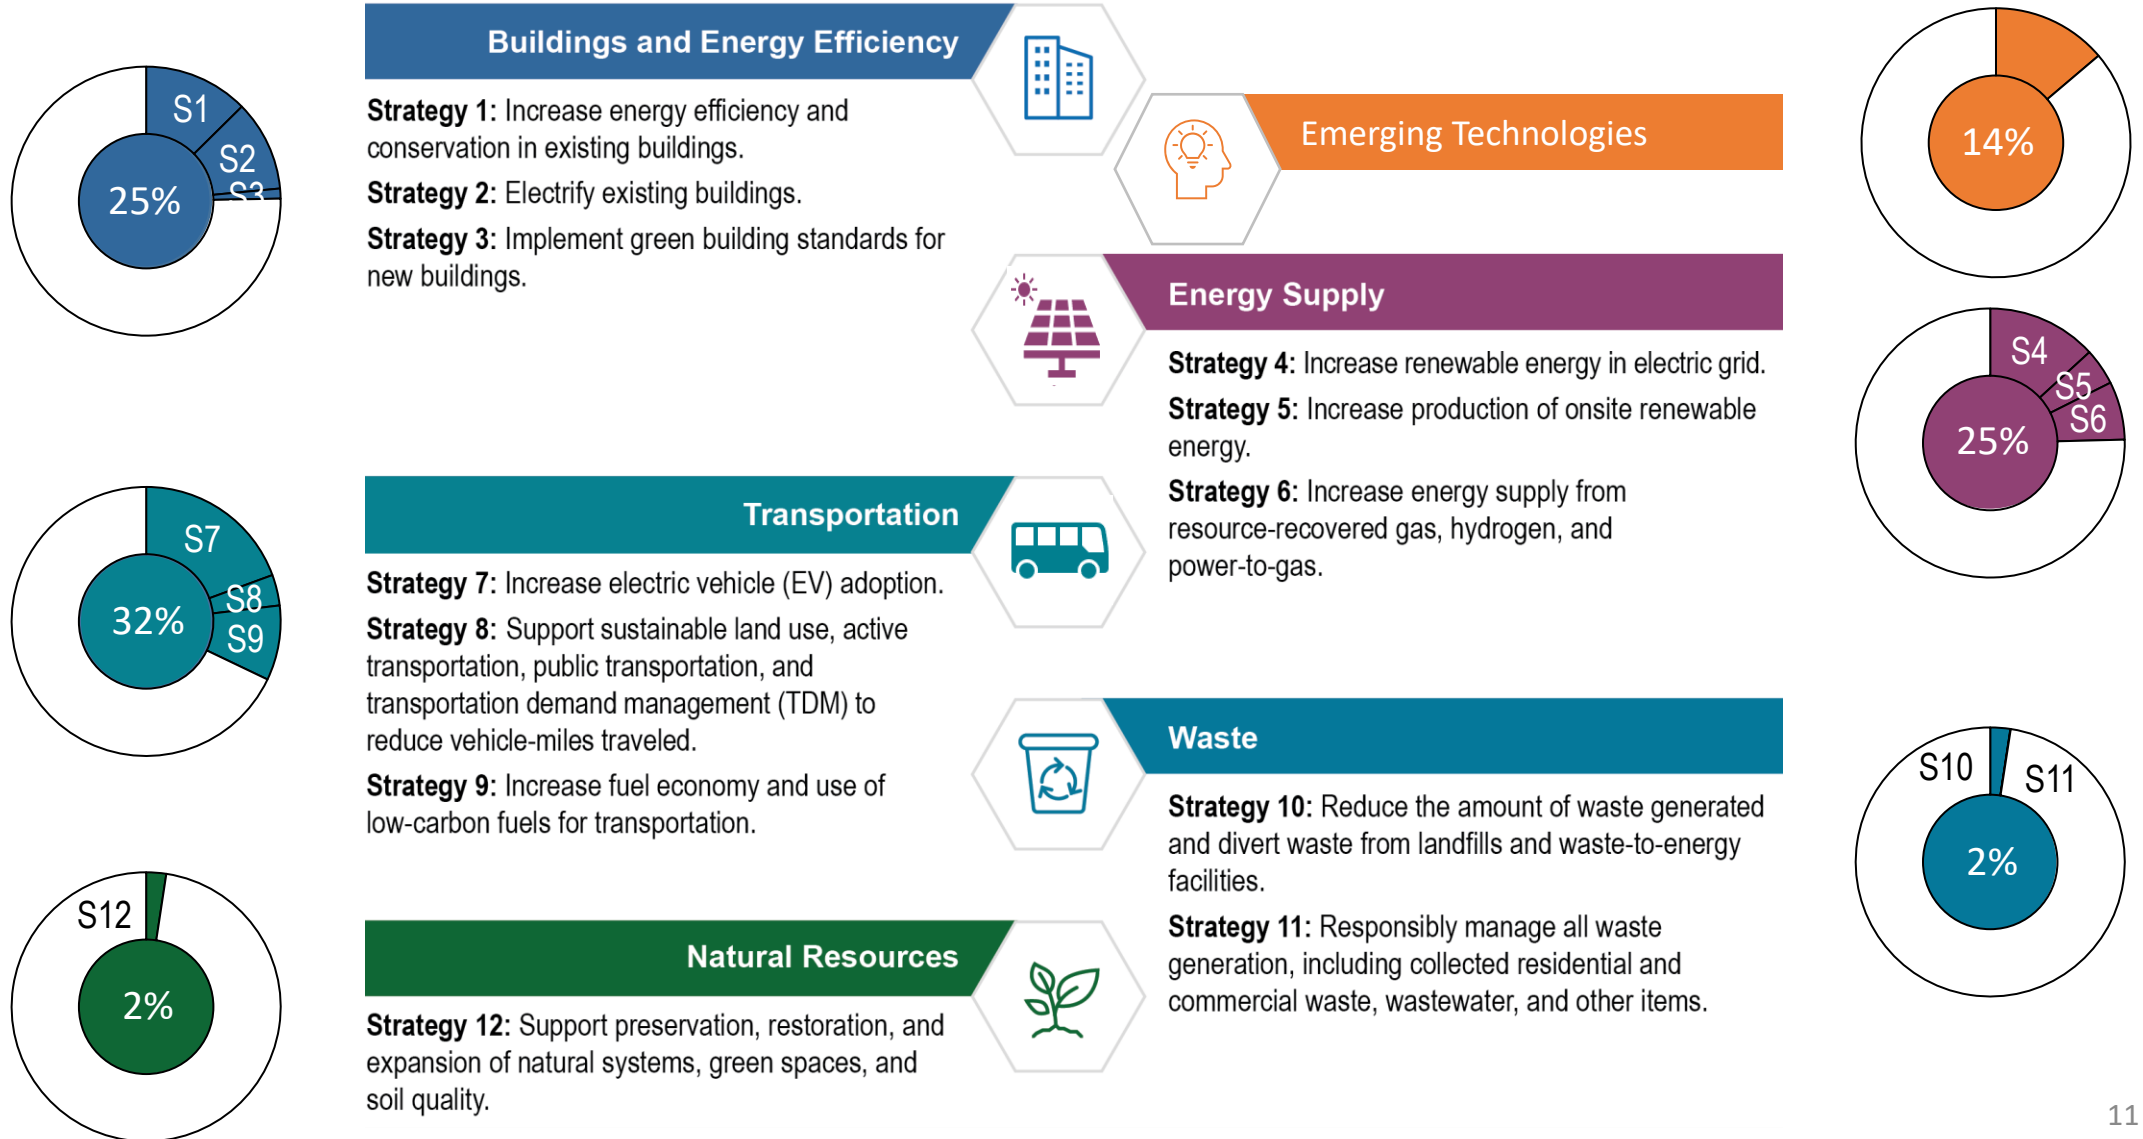 Buildings and Energy Efficiency
S1
S2
S3
25%
Strategy 1: Increase energy efficiency and
conservation in existing buildings.
Strategy 2: Electrify existing buildings.
Strategy 3: Implement green building standards for
new buildings.
Emerging Technologies
14%
Energy Supply
S4
S5
S6
25%
Strategy 4: Increase renewable energy in electric grid.
Strategy 5: Increase production of onsite renewable
energy.
Strategy 6: Increase energy supply from
resource-recovered gas, hydrogen, and
power-to-gas.
Transportation
S7
S8
S9
32%
Strategy 7: Increase electric vehicle (EV) adoption.
Strategy 8: Support sustainable land use, active
transportation, public transportation, and
transportation demand management (TDM) to
reduce vehicle-miles traveled.
Strategy 9: Increase fuel economy and use of
low-carbon fuels for transportation.
Waste
S10
S11
2%
Strategy 10: Reduce the amount of waste generated
and divert waste from landfills and waste-to-energy
facilities.
Strategy 11: Responsibly manage all waste
generation, including collected residential and
commercial waste, wastewater, and other items.
Natural Resources
S12
2%
Strategy 12: Support preservation, restoration, and
expansion of natural systems, green spaces, and
soil quality.
11